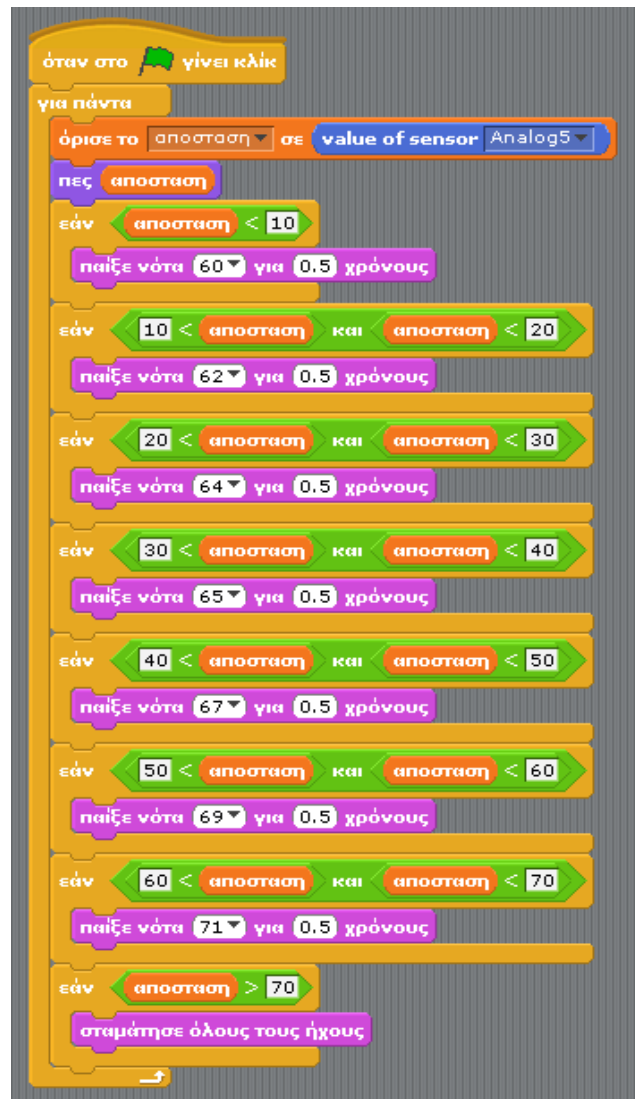 όταν στο γίνει κλίκ
για πάντα
όρισε το αποσταση σε value of sensor Analog5
πες αποσταση
εάν αποσταση < 10
παίξε νότα 60 για 0.5 χρόνους
εάν 10 < αποσταση και αποσταση < 20
παίξε νότα 62 για 0.5 χρόνους
εάν 20 < αποσταση και αποσταση < 30
παίξε νότα 64 για 0.5 χρόνους
εάν 30 < αποσταση και αποσταση < 40
παίξε νότα 65 για 0.5 χρόνους
εάν 40 < αποσταση και αποσταση < 50
παίξε νότα 67 για 0.5 χρόνους
εάν 50 < αποσταση και αποσταση < 60
παίξε νότα 69 για 0.5 χρόνους
εάν 60 < αποσταση και αποσταση < 70
παίξε νότα 71 για 0.5 χρόνους
εάν αποσταση > 70
σταμάτησε όλους τους ήχους